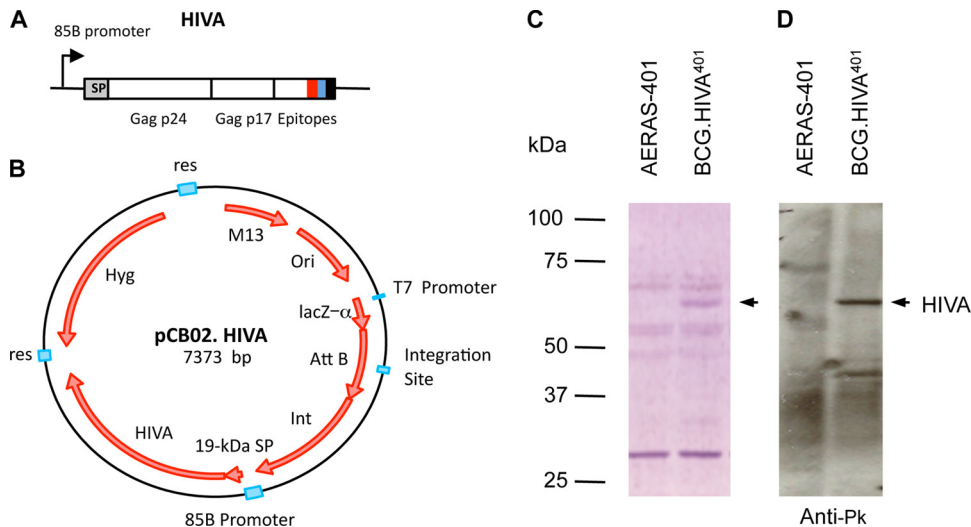 A
HIVA
85B promoter
SP
Gag p24
Gag p17
Epitopes
B
res
M13
Ori
Hyg
T7 Promoter
lacZ-α
pCB02. HIVA
7373 bp
res
Att B
Integration
Site
Int
HIVA
19-kDa SP
85B Promoter
C
AERAS-401
BCG.HIVA⁴⁰¹
kDa
100
75
50
37
25
D
AERAS-401
BCG.HIVA⁴⁰¹
HIVA
Anti-Pk